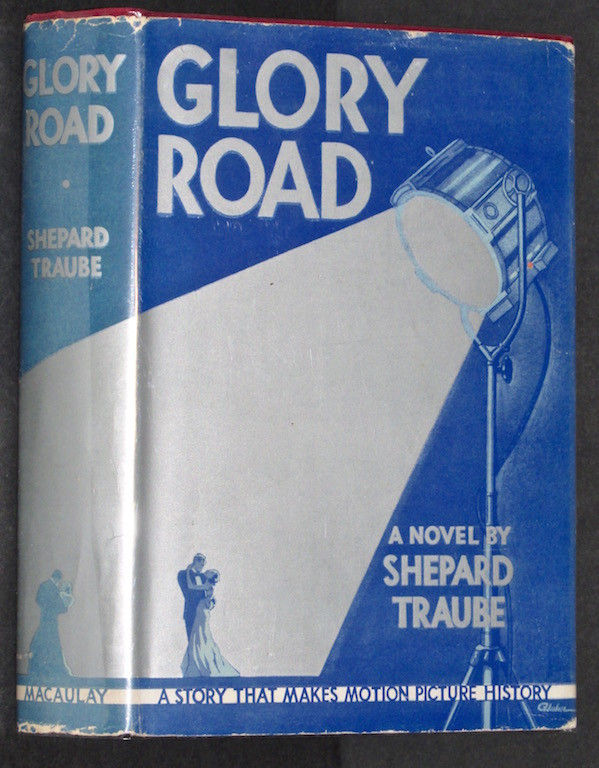 GLORY
ROAD
SHEPARD
TRAUBE
MACAULAY
GLORY
ROAD
A NOVEL BY
SHEPARD
TRAUBE
A STORY THAT MAKES MOTION PICTURE HISTORY